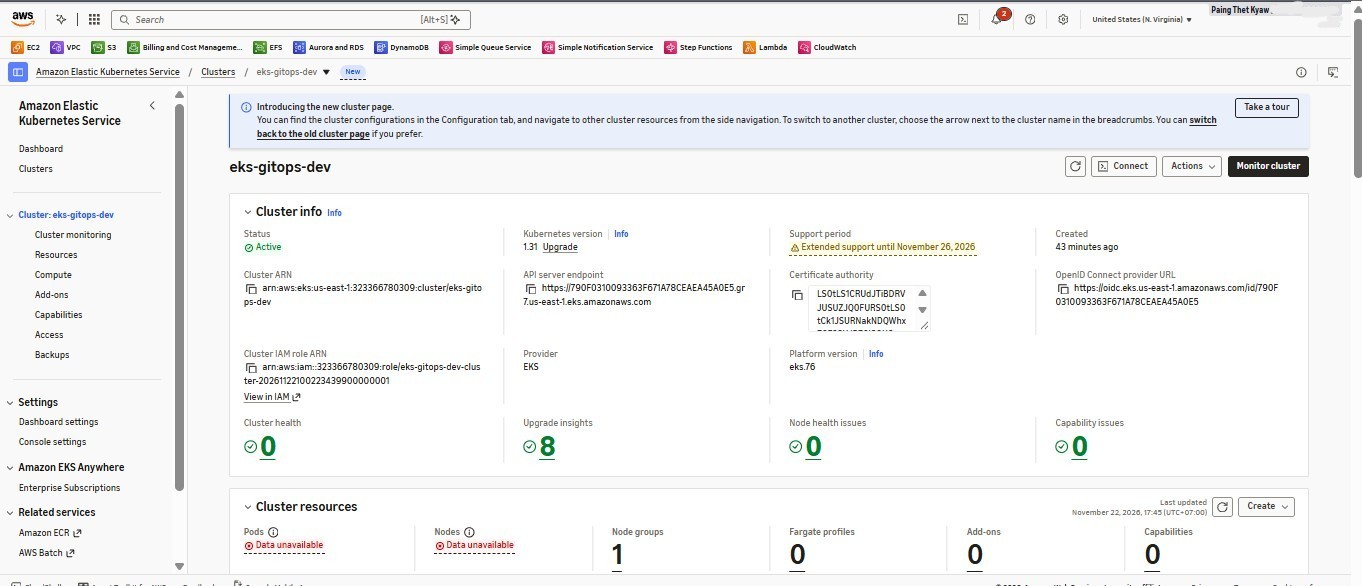 aws
Search [Alt+S]
2
United States (N. Virginia) ▼
Paing Thet Kyaw
EC2 VPC S3 Billing and Cost Manageme... EFS Aurora and RDS DynamoDB Simple Queue Service Simple Notification Service Step Functions Lambda CloudWatch
Amazon Elastic Kubernetes Service / Clusters / eks-gitops-dev ▼ New
Amazon Elastic
Kubernetes Service
Dashboard
Clusters
Cluster: eks-gitops-dev
Cluster monitoring
Resources
Compute
Add-ons
Capabilities
Access
Backups
Settings
Dashboard settings
Console settings
Amazon EKS Anywhere
Enterprise Subscriptions
Related services
Amazon ECR
AWS Batch
Introducing the new cluster page.
You can find the cluster configurations in the Configuration tab, and navigate to other cluster resources from the side navigation. To switch to another cluster, choose the arrow next to the cluster name in the breadcrumbs. You can switch
back to the old cluster page if you prefer.
Take a tour
eks-gitops-dev
Connect
Actions
Monitor cluster
Cluster info Info
Status
Active
Kubernetes version | Info
1.31 Upgrade
Support period
Extended support until November 26, 2026
Created
43 minutes ago
Cluster ARN
arn:aws:eks:us-east-1:323366780309:cluster/eks-gito
ps-dev
API server endpoint
https://790F0310093363F671A78CEAEA45A0E5.gr
7.us-east-1.eks.amazonaws.com
Certificate authority
LS0tLS1CRUdJTiBDRV
JUSUZJQ0FURS0tLS0
tCk1JSURNakNDQWhx
OpenID Connect provider URL
https://oidc.eks.us-east-1.amazonaws.com/id/790F
0310093363F671A78CEAEA45A0E5
Cluster IAM role ARN
arn:aws:iam::323366780309:role/eks-gitops-dev-clus
ter-20261122100223439900000001
View in IAM
Provider
EKS
Platform version | Info
eks.76
Cluster health
0
Upgrade insights
8
Node health issues
0
Capability issues
0
Cluster resources
Last updated
November 22, 2026, 17:45 (UTC+07:00)
Create
Pods
Data unavailable
Nodes
Data unavailable
Node groups
1
Fargate profiles
0
Add-ons
0
Capabilities
0